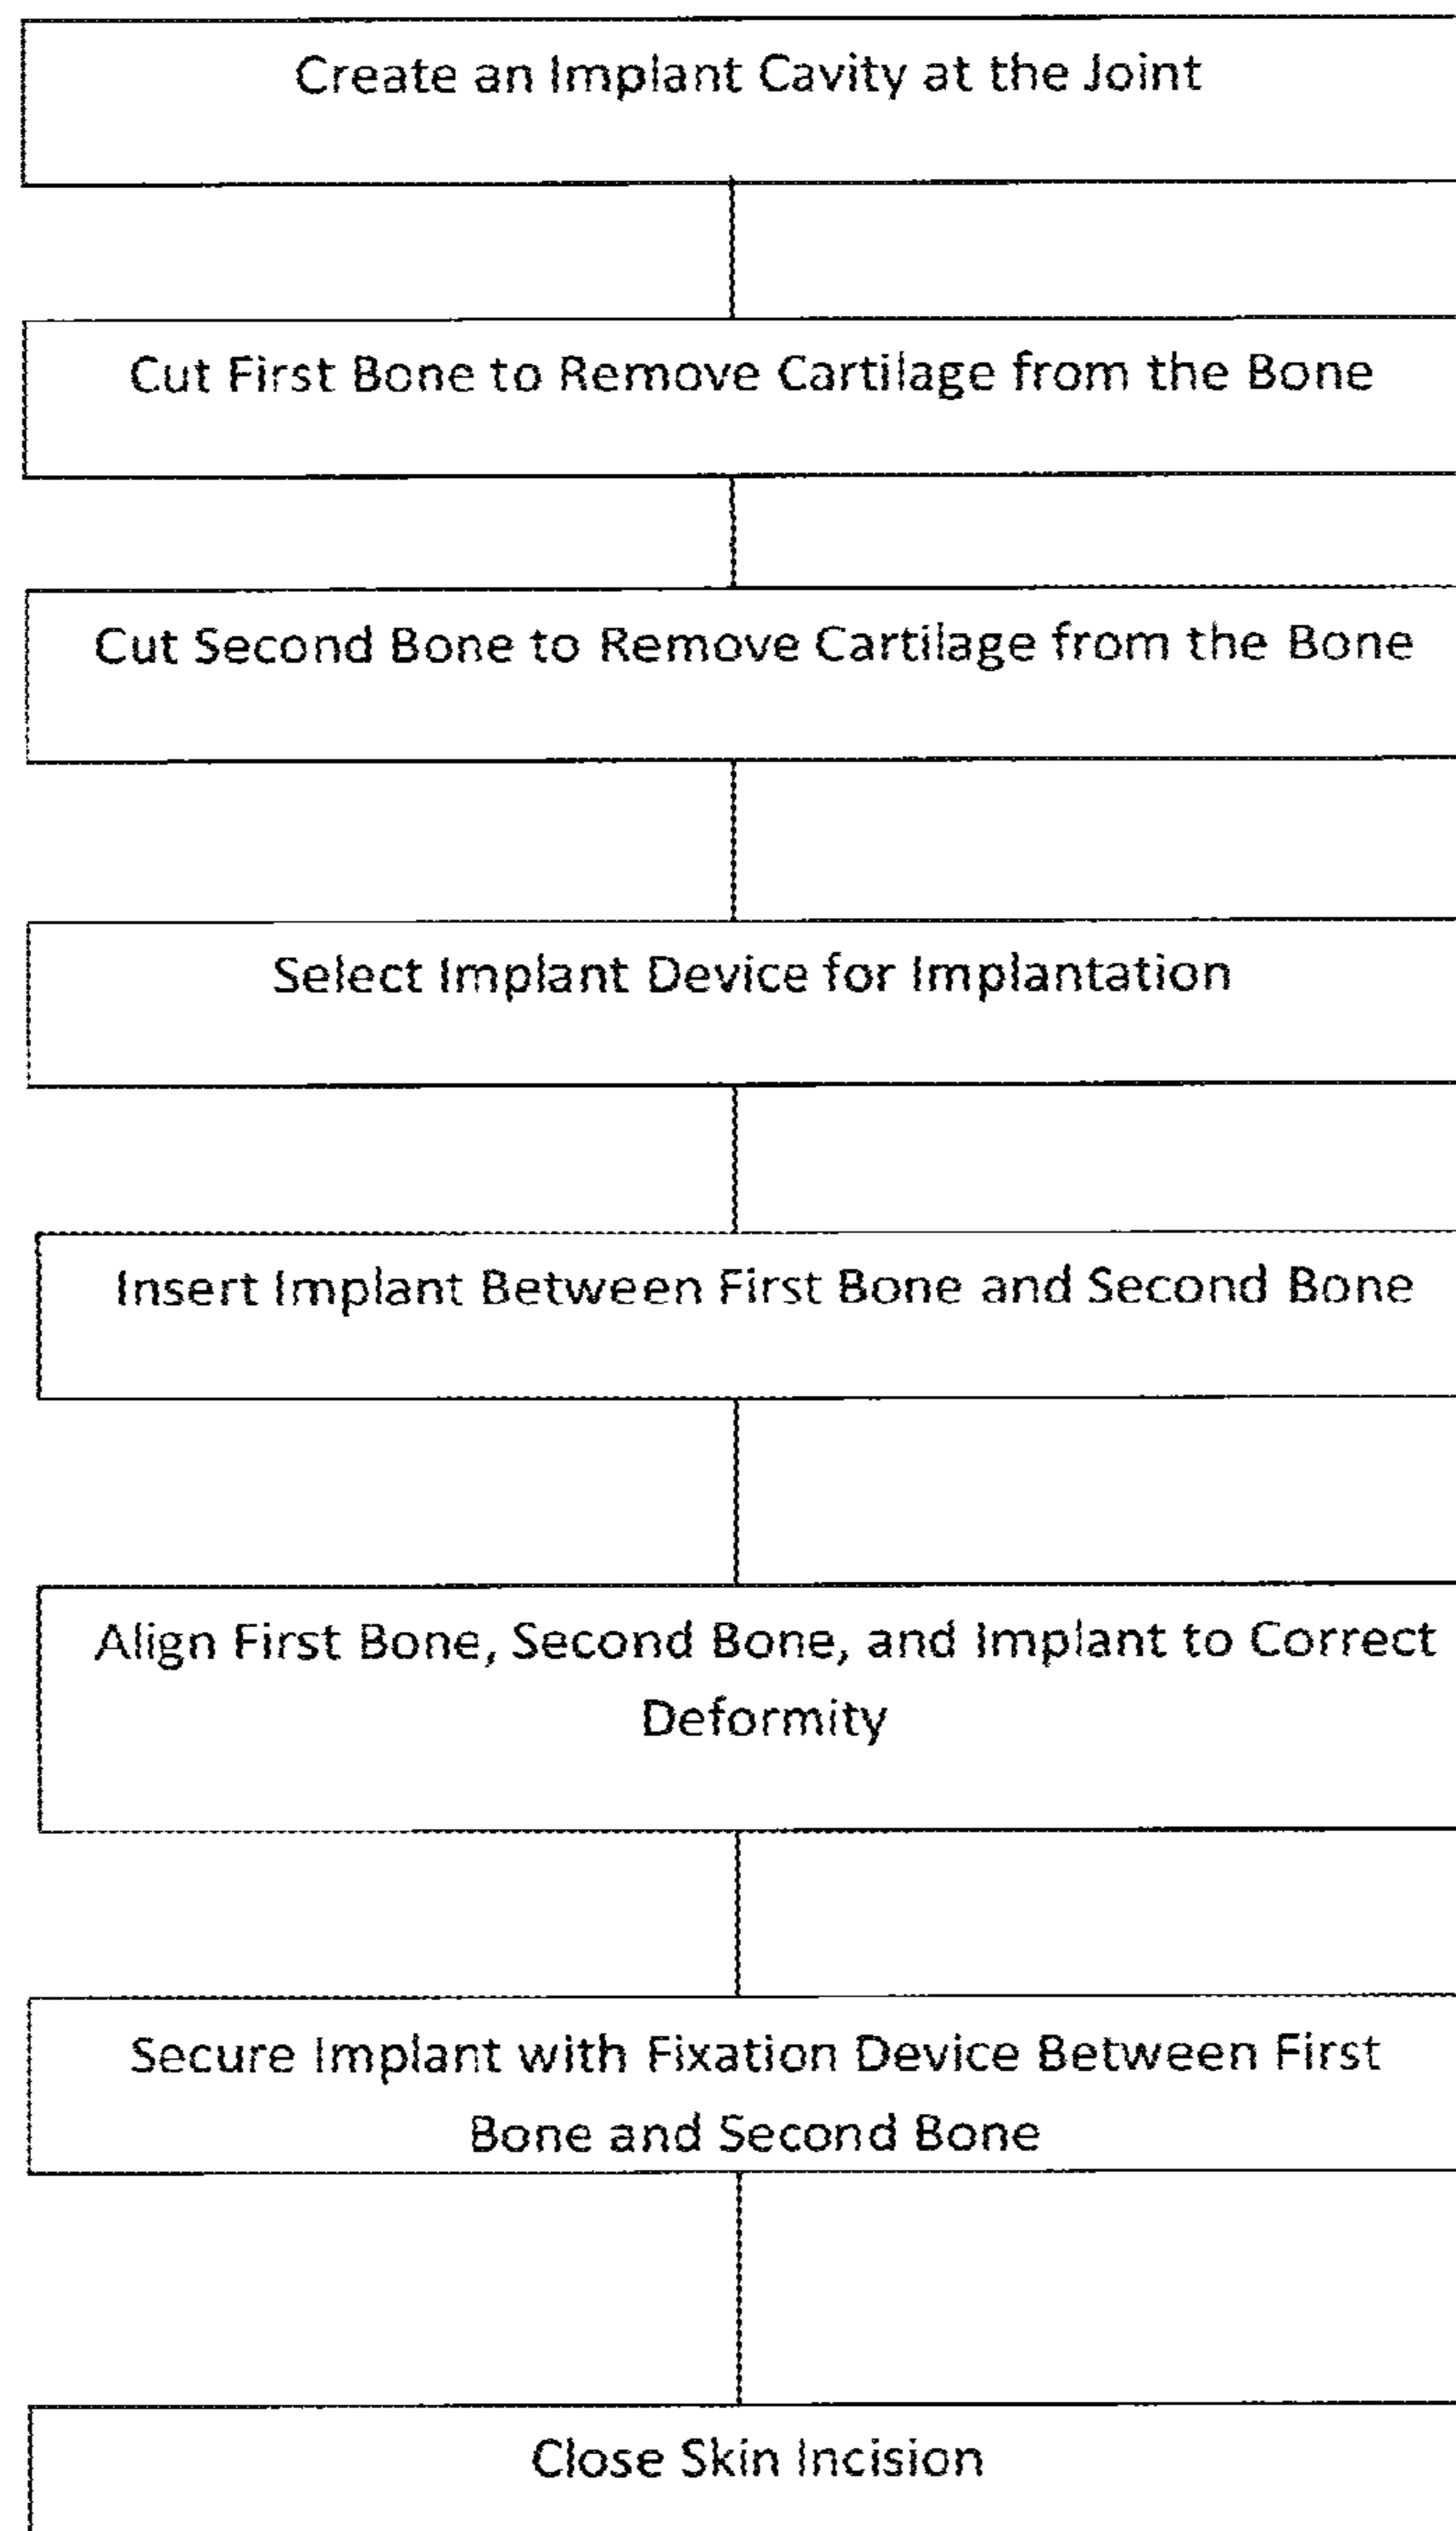 Create an Implant Cavity at the Joint
Cut First Bone to Remove Cartilage from the Bone
Cut Second Bone to Remove Cartilage from the Bone
Select Implant Device for Implantation
Insert Implant Between First Bone and Second Bone
Align First Bone, Second Bone, and Implant to Correct
Deformity
Secure Implant with Fixation Device Between First
Bone and Second Bone
Close Skin Incision